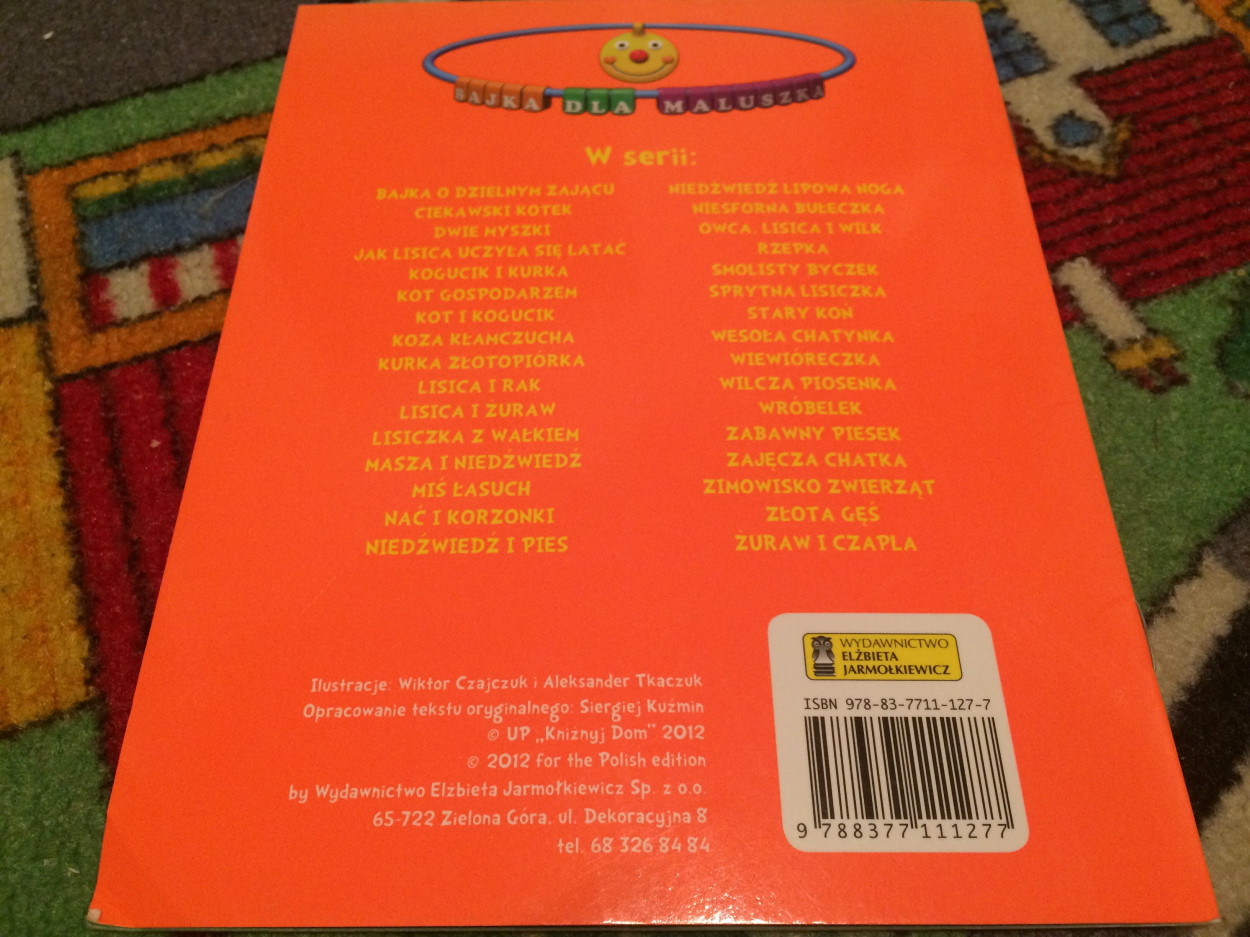 BAJKA DLA MALUSZKA
W serii:
BAJKA O DZIELNYM ZAJĄCU
CIEKAWSKI KOTEK
DWIE MYSZKI
JAK LISICA UCZYŁA SIĘ LATAĆ
KOGUCIK I KURKA
KOT GOSPODARZEM
KOT I KOGUCIK
KOZA KŁAMCZUCHA
KURKA ZŁOTOPIÓRKA
LISICA I RAK
LISICA I ŻURAW
LISICZKA Z WAŁKIEM
MASZA I NIEDŹWIEDŹ
MIŚ ŁASUCH
NAĆ I KORZONKI
NIEDŹWIEDŹ I PIES
NIEDŹWIEDŹ LIPOWA NOGA
NIESFORNA BUŁECZKA
OWCA, LISICA I WILK
RZEPKA
SMOLISTY BYCZEK
SPRYTNA LISICZKA
STARY KOŃ
WESOŁA CHATYNKA
WIEWIÓRECZKA
WILCZA PIOSENKA
WRÓBELEK
ZABAWNY PIESEK
ZAJĘCZA CHATKA
ZIMOWISKO ZWIERZĄT
ZŁOTA GĘŚ
ŻURAW I CZAPLA
Ilustracje: Wiktor Czajczuk i Aleksander Tkaczuk
Opracowanie tekstu oryginalnego: Siergiej Kuźmin
© UP „Kniżnyj Dom" 2012
© 2012 for the Polish edition
by Wydawnictwo Elżbieta Jarmołkiewicz Sp. z o.o.
65-722 Zielona Góra, ul. Dekoracyjna 8
tel. 68 326 84 84
WYDAWNICTWO
ELŻBIETA
JARMOŁKIEWICZ
ISBN 978-83-7711-127-7
9 788377 111277